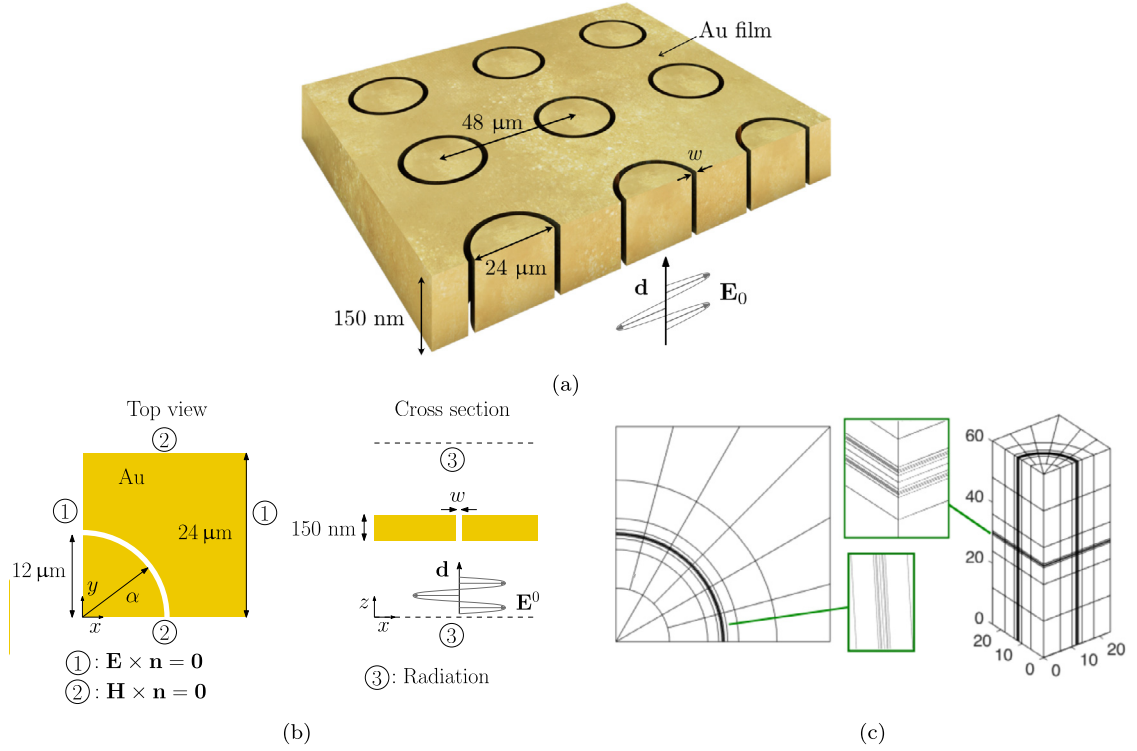 Au film
48 μm
w
24 μm
d
E₀
150 nm
(a)
Top view
②
Au
①
①
24 μm
12 μm
y
α
x
②
①: E × n = 0
②: H × n = 0
Cross section
③
w
150 nm
d
z
E⁰
x
③
③: Radiation
(b)
60
40
20
0
20
10
0
0
10
20
(c)